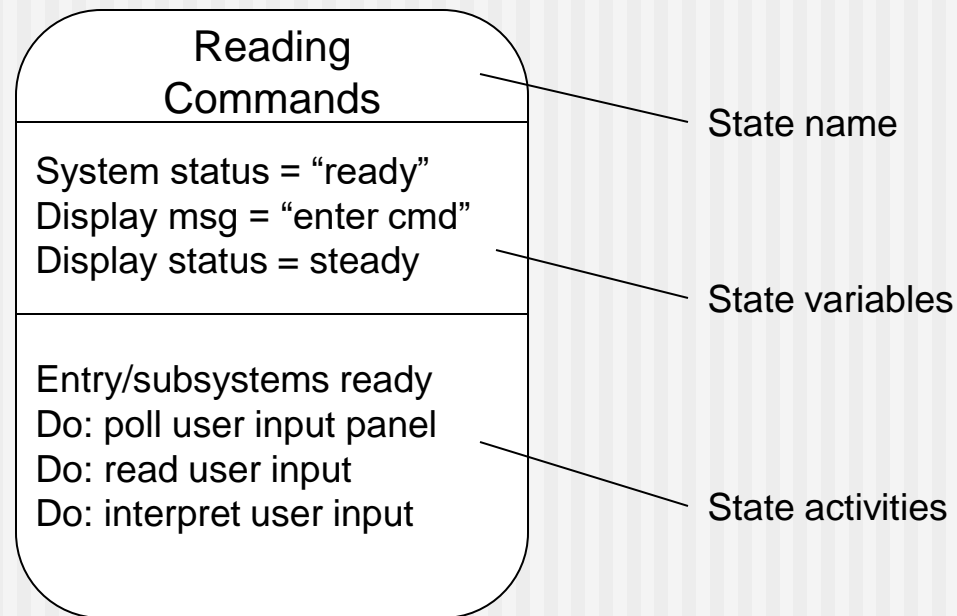 Reading
Commands
State name
System status = “ready”
Display msg = “enter cmd”
Display status = steady
State variables
Entry/subsystems ready
Do: poll user input panel
Do: read user input
Do: interpret user input
State activities